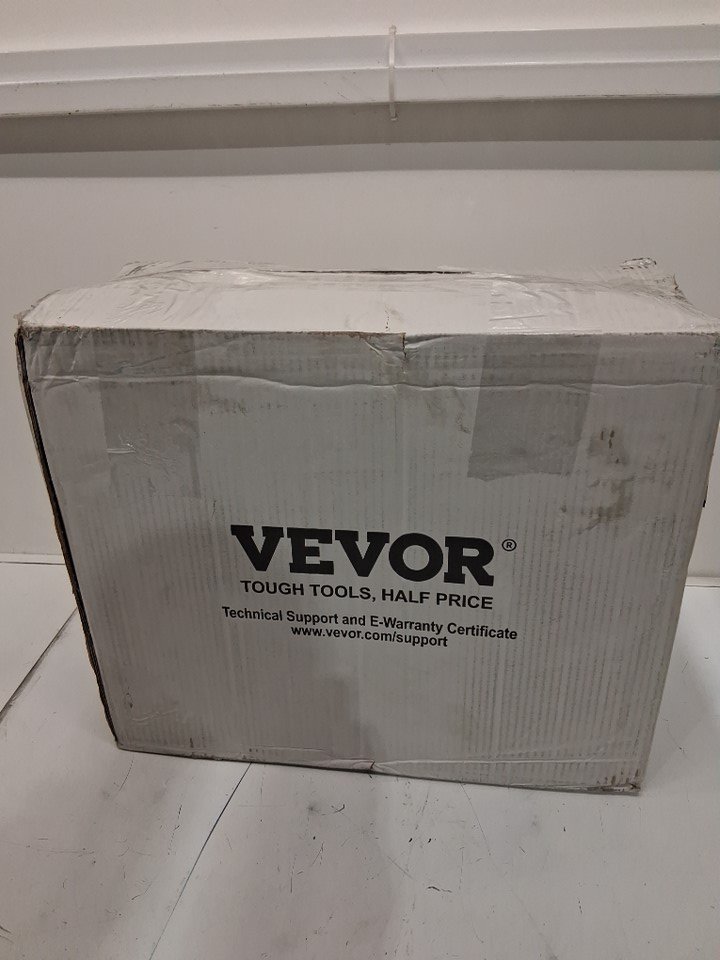 VEVOR®
TOUGH TOOLS, HALF PRICE
Technical Support and E-Warranty Certificate
www.vevor.com/support